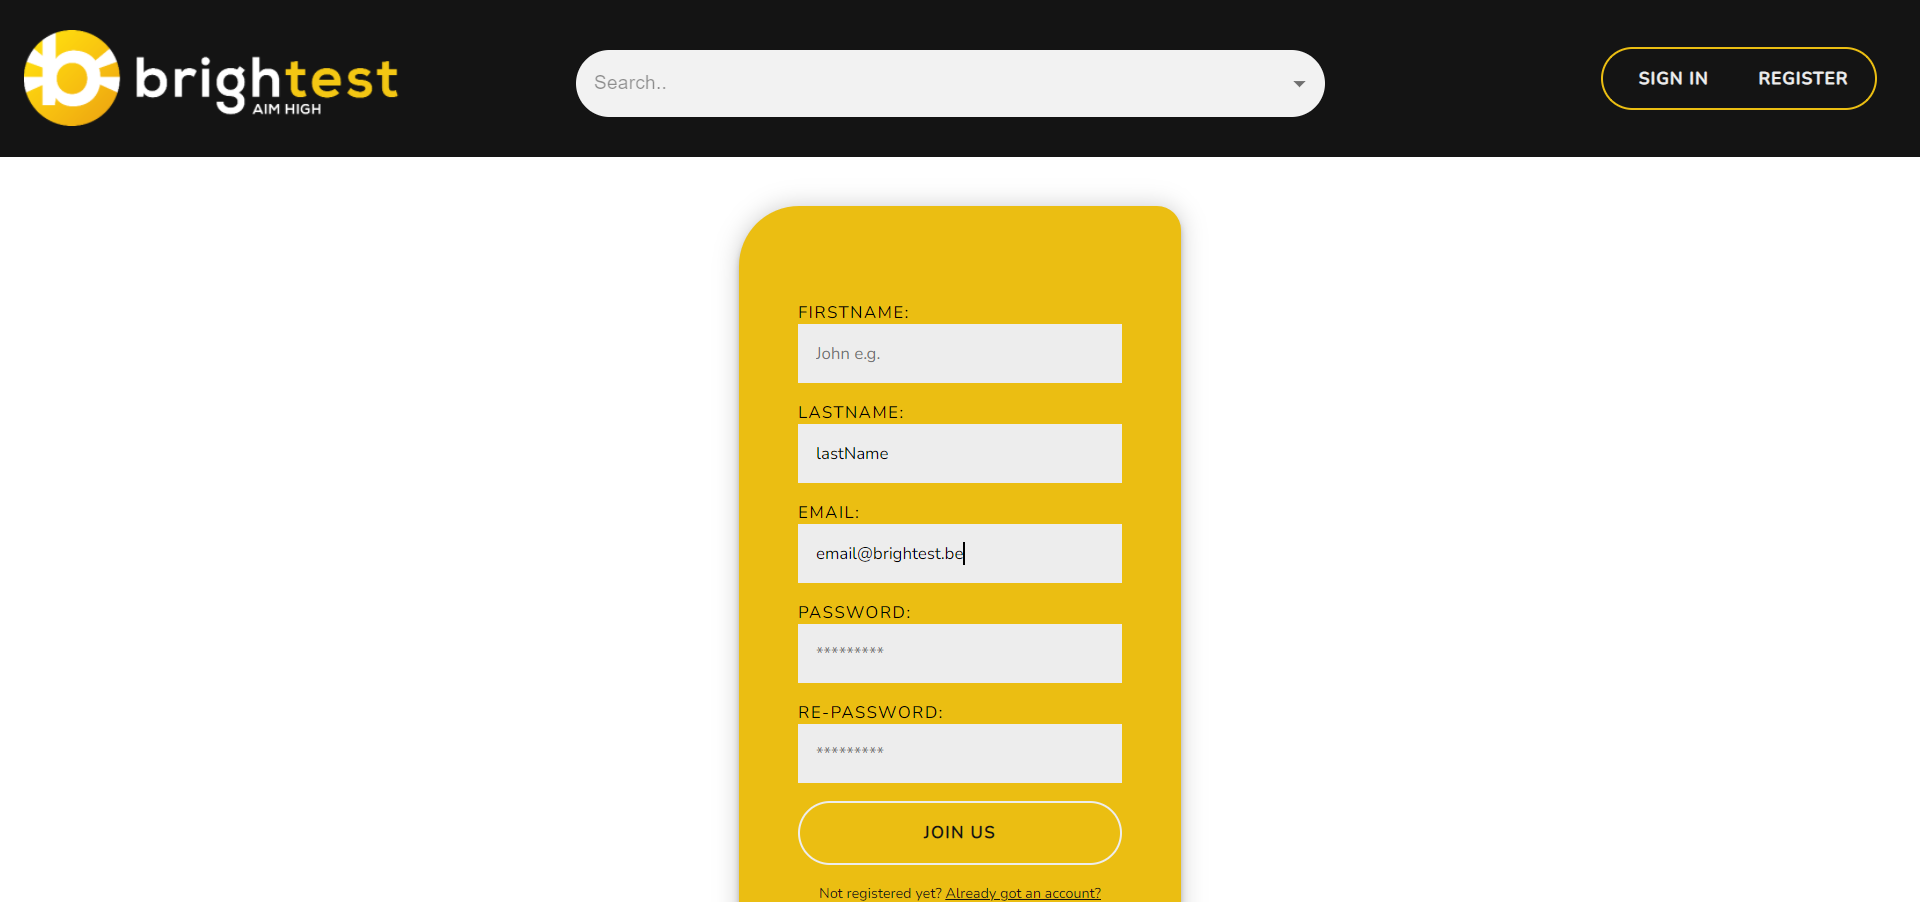 brightest
AIM HIGH
Search..
SIGN IN REGISTER
FIRSTNAME:
John e.g.
LASTNAME:
lastName
EMAIL:
email@brightest.be
PASSWORD:
*********
RE-PASSWORD:
*********
JOIN US
Not registered yet? Already got an account?